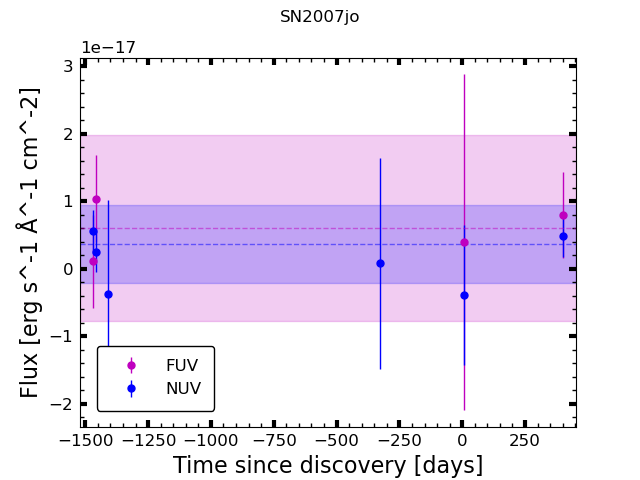 SN2007jo
1e−17
3
2
1
0
−1
−2
Flux [erg s^-1 Å^-1 cm^-2]
FUV
NUV
−1500 −1250 −1000 −750 −500 −250 0 250
Time since discovery [days]